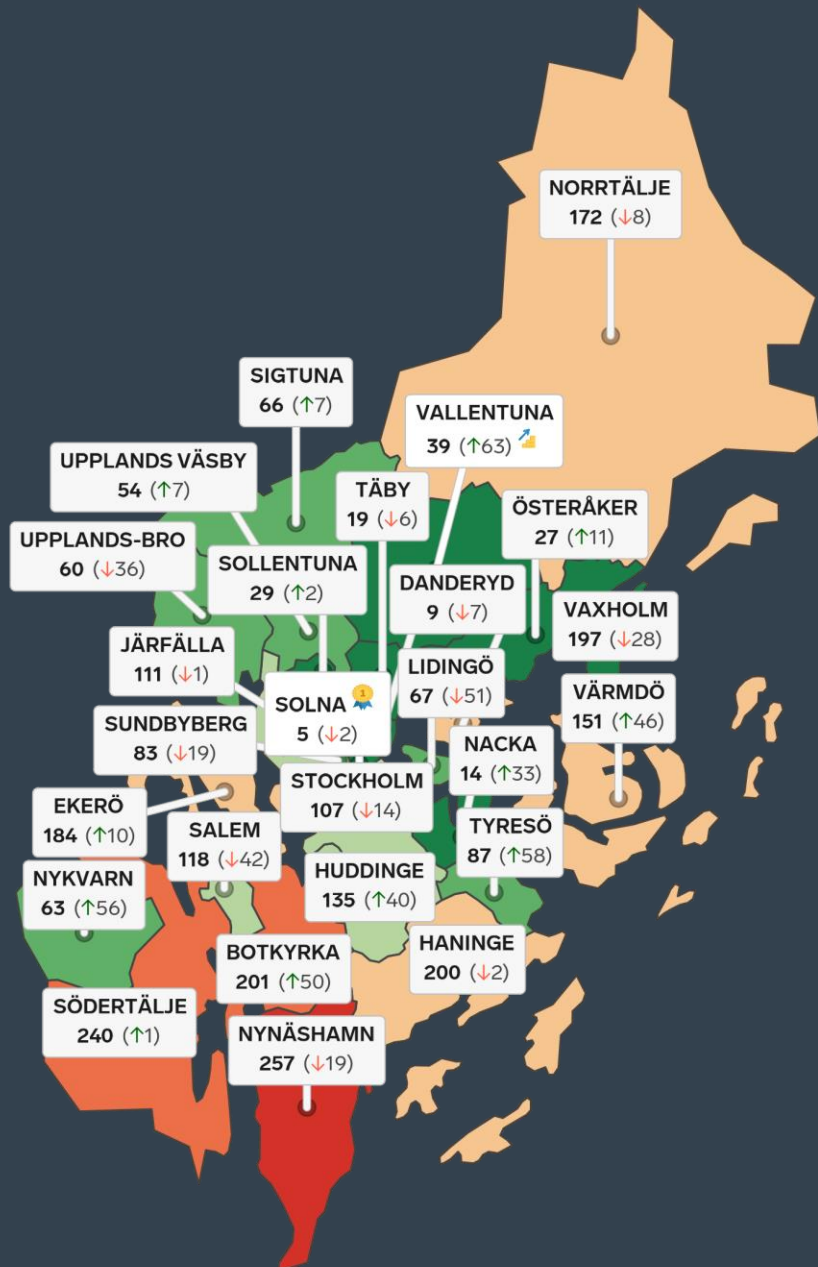 NORRTÄLJE
172 (↓8)
SIGTUNA
66 (↑7)
VALLENTUNA
39 (↑63)
UPPLANDS VÄSBY
54 (↑7)
TÄBY
19 (↓6)
ÖSTERÅKER
27 (↑11)
UPPLANDS-BRO
60 (↓36)
SOLLENTUNA
29 (↑2)
DANDERYD
9 (↓7)
VAXHOLM
197 (↓28)
JÄRFÄLLA
111 (↓1)
LIDINGÖ
67 (↓51)
SOLNA 1
5 (↓2)
VÄRMDÖ
151 (↑46)
SUNDBYBERG
83 (↓19)
NACKA
14 (↑33)
STOCKHOLM
107 (↓14)
EKERÖ
184 (↑10)
SALEM
118 (↓42)
TYRESÖ
87 (↑58)
NYKVARN
63 (↑56)
HUDDINGE
135 (↑40)
BOTKYRKA
201 (↑50)
HANINGE
200 (↓2)
SÖDERTÄLJE
240 (↑1)
NYNÄSHAMN
257 (↓19)